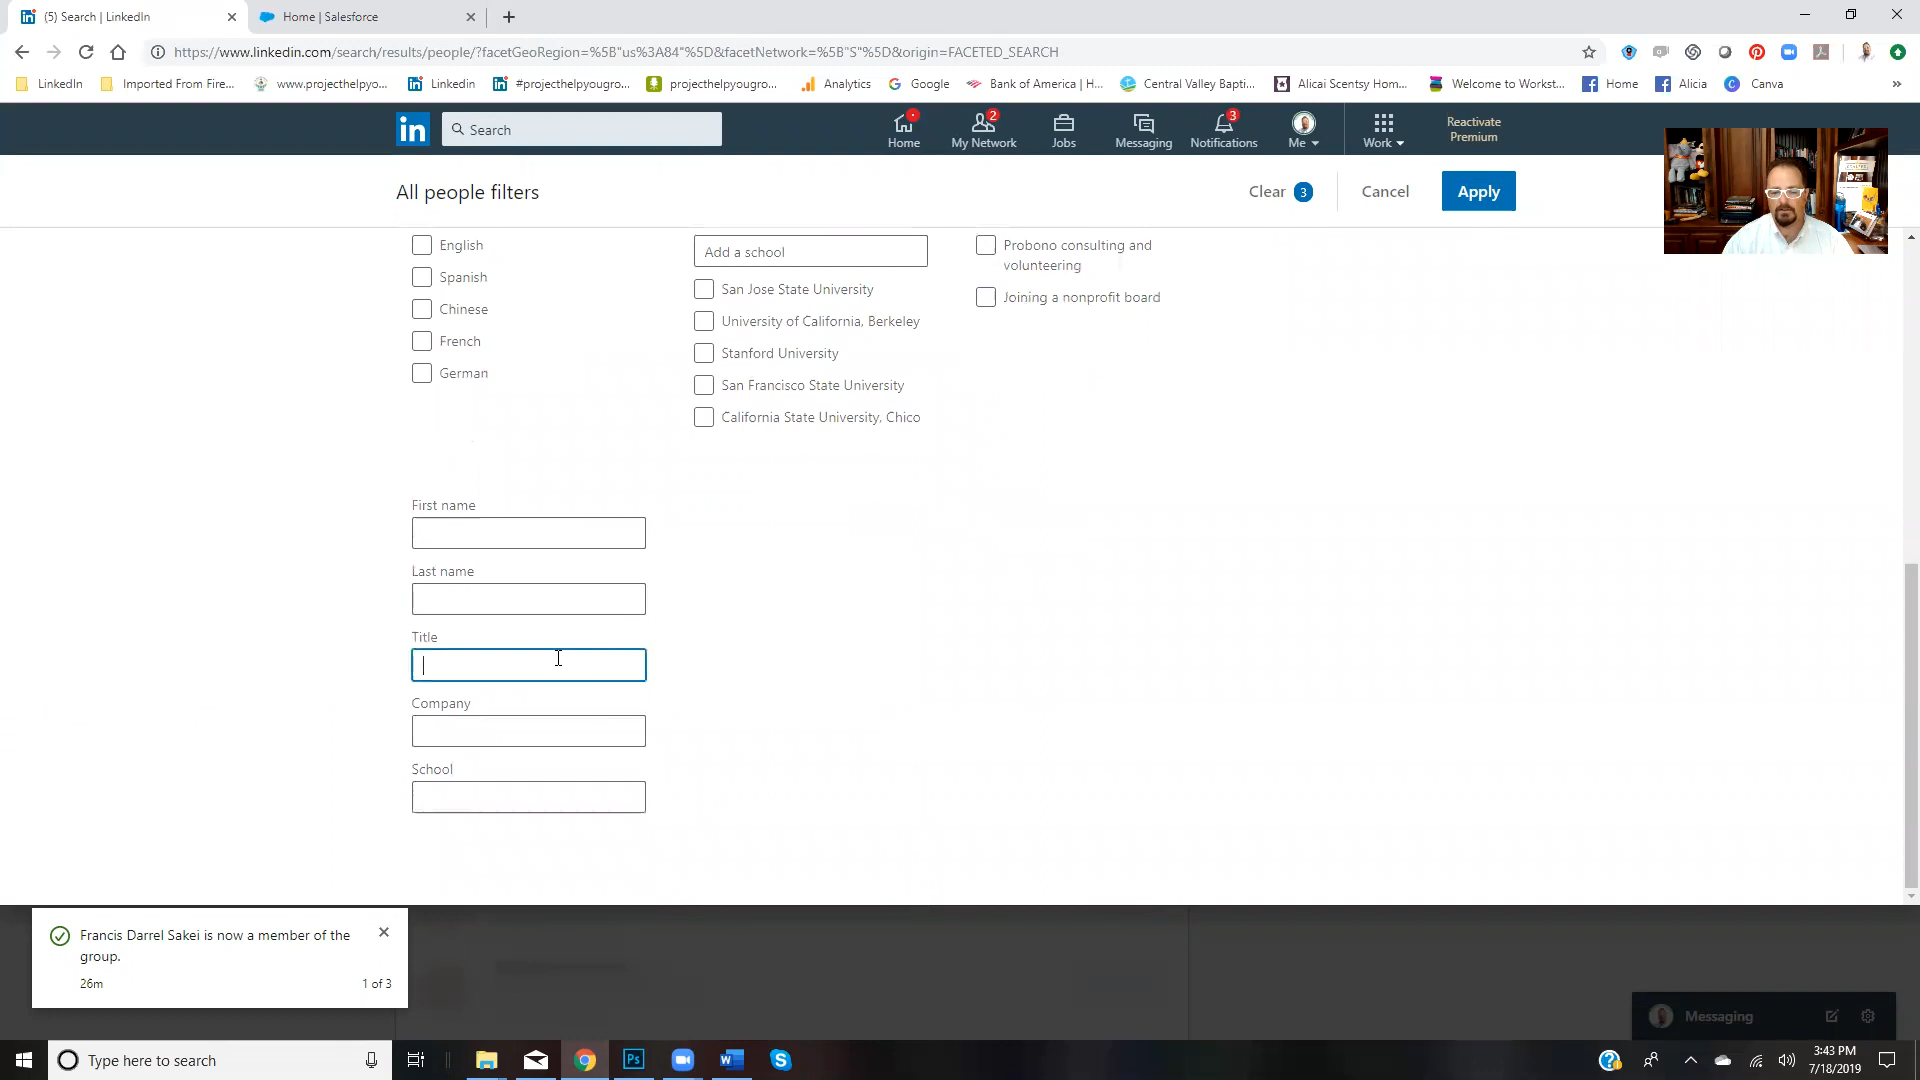 (5) Search | LinkedIn
Home | Salesforce
https://www.linkedin.com/search/results/people/?facetGeoRegion=%5B"us%3A84"%5D&facetNetwork=%5B"S"%5D&origin=FACETED_SEARCH
LinkedIn
Imported From Fire...
www.projecthelpyo...
Linkedin
#projecthelpyougro...
projecthelpyougro...
Analytics
Google
Bank of America | H...
Central Valley Bapti...
Alicai Scentsy Hom...
Welcome to Workst...
Home
Alicia
Canva
»
in
Search
Home
2
My Network
Jobs
Messaging
3
Notifications
Me
Work
Reactivate
Premium
All people filters
Clear 3
Cancel
Apply
English
Spanish
Chinese
French
German
Add a school
San Jose State University
University of California, Berkeley
Stanford University
San Francisco State University
California State University, Chico
Probono consulting and
volunteering
Joining a nonprofit board
First name
Last name
Title
Company
School
Francis Darrel Sakei is now a member of the
group.
26m
1 of 3
Messaging
Type here to search
3:43 PM
7/18/2019